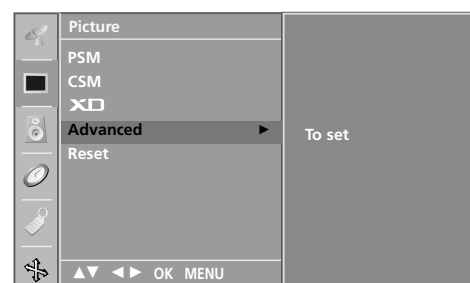 Picture
PSM
CSM
XD
Advanced ►
To set
Reset
▲▼ ◄► OK MENU